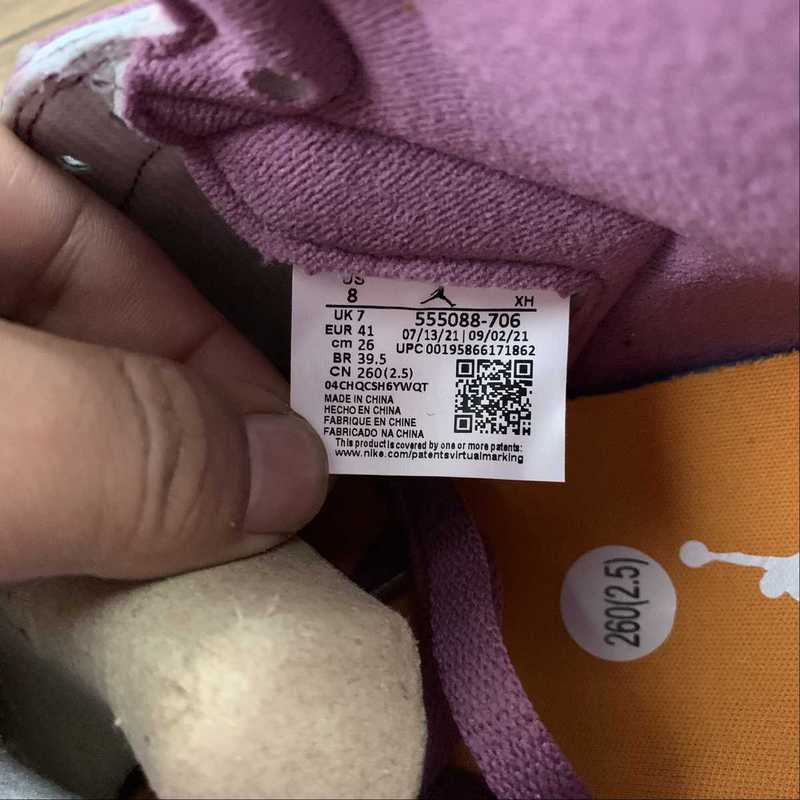 US
8
XH
UK 7
555088-706
EUR 41
07/13/21 | 09/02/21
cm 26
UPC 00195866171862
BR 39.5
CN 260(2.5)
04CHQCSH6YWQT
MADE IN CHINA
HECHO EN CHINA
FABRIQUE EN CHINE
FABRICADO NA CHINA
This product is covered by one or more patents:
www.nike.com/patentsvirtualmarking
260(2.5)